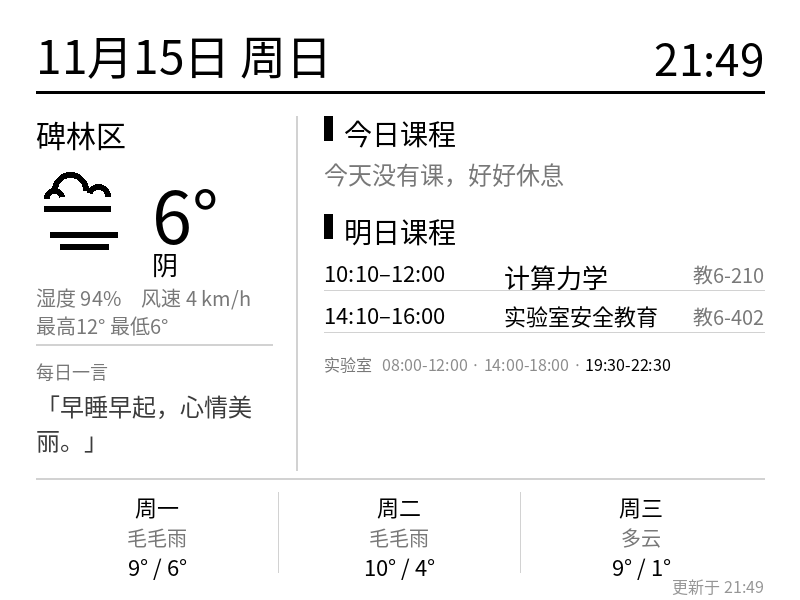 11月15日 周日
21:49
碑林区
6°
阴
湿度 94% 风速 4 km/h
最高12° 最低6°
每日一言
「早睡早起，心情美
丽。」
今日课程
今天没有课，好好休息
明日课程
10:10–12:00 计算力学 教6-210
14:10–16:00 实验室安全教育 教6-402
实验室 08:00-12:00 · 14:00-18:00 · 19:30-22:30
周一
毛毛雨
9° / 6°
周二
毛毛雨
10° / 4°
周三
多云
9° / 1°
更新于 21:49